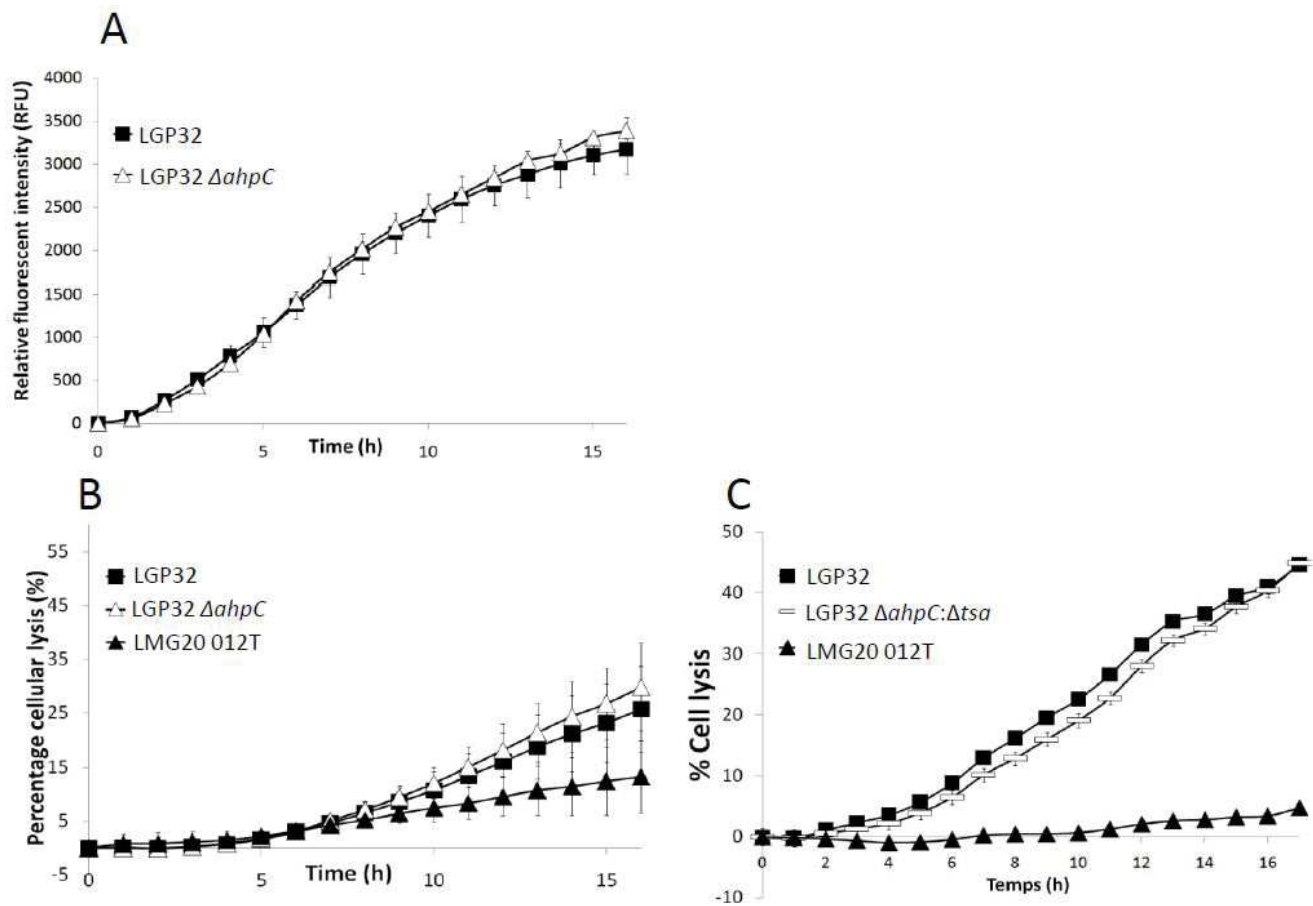 A
Relative fluorescent intensity (RFU)
4000
3500
3000
2500
2000
1500
1000
500
0
LGP32
LGP32 ΔahpC
0 5 10 15
Time (h)
B
Percentage cellular lysis (%)
55
45
35
25
15
5
-5
LGP32
LGP32 ΔahpC
LMG20 012T
0 5 10 15
Time (h)
C
% Cell lysis
50
40
30
20
10
0
-10
LGP32
LGP32 ΔahpC:Δtsa
LMG20 012T
0 2 4 6 8 10 12 14 16
Temps (h)